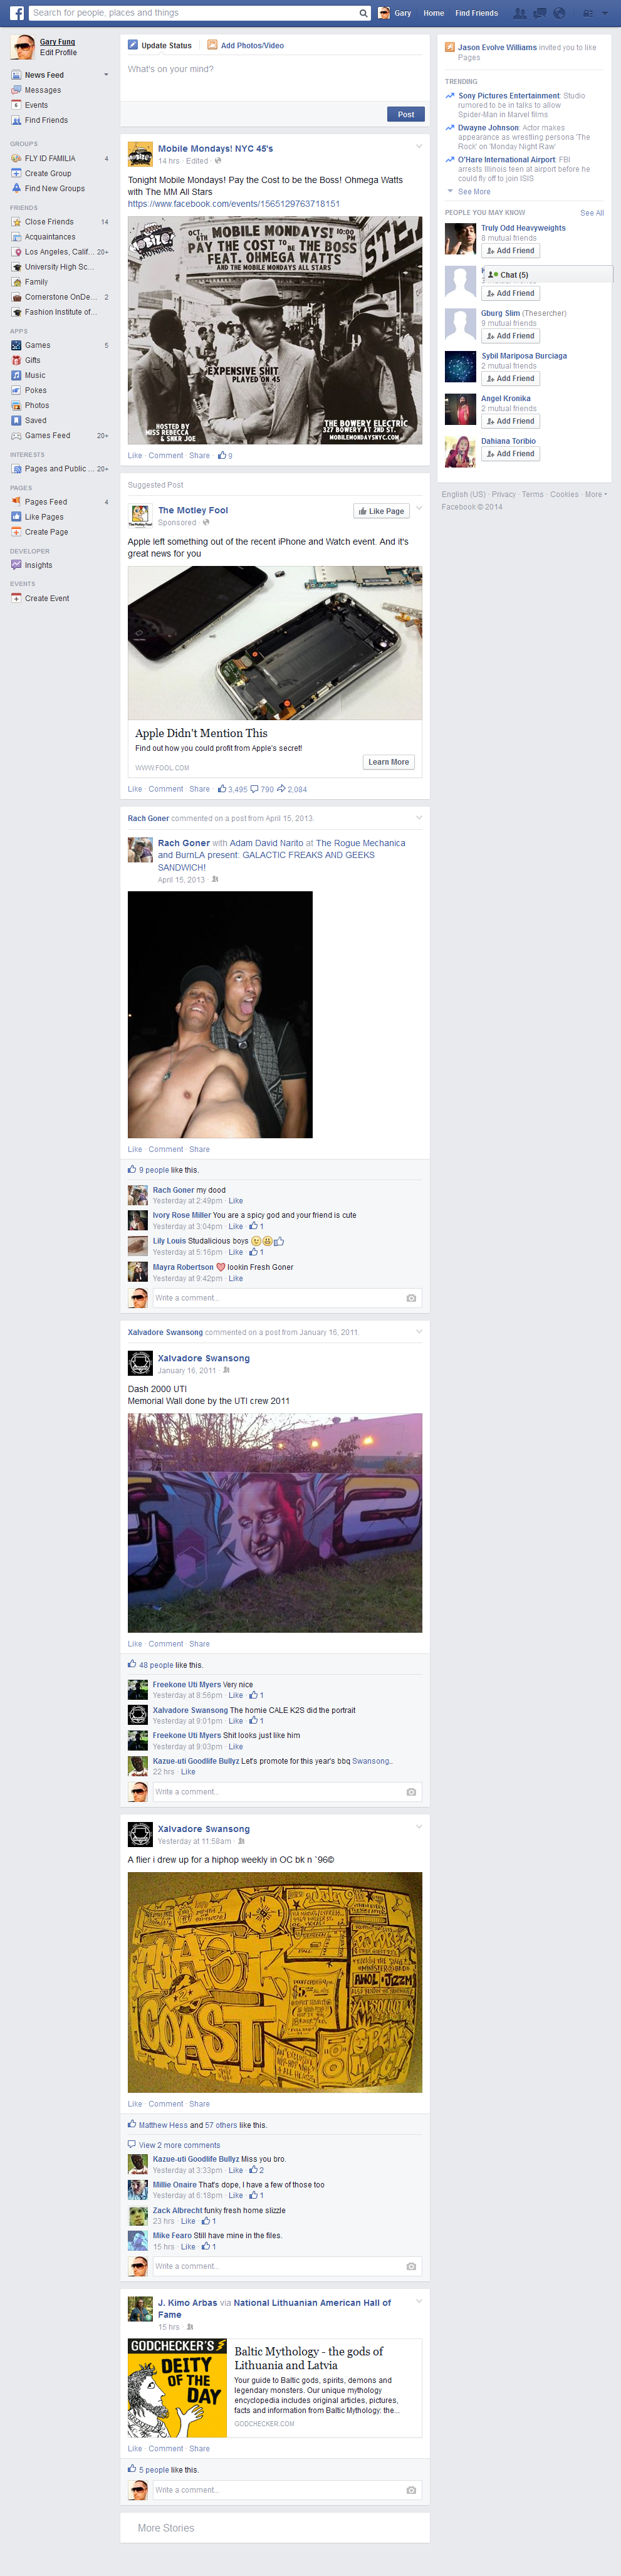 Search for people, places and things
Gary Home Find Friends
Gary Fung
Edit Profile
News Feed
Messages
Events
Find Friends
GROUPS
FLY ID FAMILIA 4
Create Group
Find New Groups
FRIENDS
Close Friends 14
Acquaintances
Los Angeles, Calif... 20+
University High Sc...
Family
Cornerstone OnDe... 2
Fashion Institute of...
APPS
Games 5
Gifts
Music
Pokes
Photos
Saved
Games Feed 20+
INTERESTS
Pages and Public ... 20+
PAGES
Pages Feed 4
Like Pages
Create Page
DEVELOPER
Insights
EVENTS
Create Event
Update Status Add Photos/Video
What's on your mind?
Post
Mobile Mondays! NYC 45's
14 hrs · Edited ·
Tonight Mobile Mondays! Pay the Cost to be the Boss! Ohmega Watts
with The MM All Stars
https://www.facebook.com/events/1565129763718151
PAY THE COST TO BE THE BOSS
FEAT. OHMEGA WATTS
AND THE MOBILE MONDAYS ALL STARS
EXPENSIVE SHIT
PLAYED ON 45
HOSTED BY
MISS REBECCA
& SKKR JOE
THE BOWERY ELECTRIC
327 BOWERY AT 2ND ST.
MOBILEMONDAYSNYC.COM
Like · Comment · Share · 9
Suggested Post
The Motley Fool
Like Page
Sponsored ·
Apple left something out of the recent iPhone and Watch event. And it's
great news for you
Apple Didn't Mention This
Find out how you could profit from Apple's secret!
WWW.FOOL.COM
Learn More
Like · Comment · Share · 3,495 790 2,084
Rach Goner commented on a post from April 15, 2013.
Rach Goner with Adam David Narito at The Rogue Mechanica
and BurnLA present: GALACTIC FREAKS AND GEEKS
SANDWICH!
April 15, 2013 ·
Like · Comment · Share
9 people like this.
Rach Goner my dood
Yesterday at 2:49pm · Like
Ivory Rose Miller You are a spicy god and your friend is cute
Yesterday at 3:04pm · Like · 1
Lily Louis Studalicious boys
Yesterday at 5:16pm · Like · 1
Mayra Robertson lookin Fresh Goner
Yesterday at 9:42pm · Like
Write a comment...
Xalvadore Swansong commented on a post from January 16, 2011.
Xalvadore Swansong
January 16, 2011 ·
Dash 2000 UTI
Memorial Wall done by the UTI crew 2011
Like · Comment · Share
48 people like this.
Freekone Uti Myers Very nice
Yesterday at 8:56pm · Like · 1
Xalvadore Swansong The homie CALE K2S did the portrait
Yesterday at 9:01pm · Like · 1
Freekone Uti Myers Shit looks just like him
Yesterday at 9:03pm · Like
Kazue-uti Goodlife Bullyz Let's promote for this year's bbq Swansong..
22 hrs · Like
Write a comment...
Xalvadore Swansong
Yesterday at 11:58am ·
A flier i drew up for a hiphop weekly in OC bk n `96©
COAST
2
COAST
Like · Comment · Share
Matthew Hess and 57 others like this.
View 2 more comments
Kazue-uti Goodlife Bullyz Miss you bro.
Yesterday at 3:33pm · Like · 2
Millie Onaire That's dope, I have a few of those too
Yesterday at 6:18pm · Like · 1
Zack Albrecht funky fresh home slizzle
23 hrs · Like · 1
Mike Fearo Still have mine in the files.
15 hrs · Like · 1
Write a comment...
J. Kimo Arbas via National Lithuanian American Hall of
Fame
15 hrs ·
GODCHECKER'S
DEITY
OF THE
DAY
Baltic Mythology - the gods of
Lithuania and Latvia
Your guide to Baltic gods, spirits, demons and
legendary monsters. Our unique mythology
encyclopedia includes original articles, pictures,
facts and information from Baltic Mythology: the...
GODCHECKER.COM
Like · Comment · Share
5 people like this.
Write a comment...
More Stories
Jason Evolve Williams invited you to like
Pages
TRENDING
Sony Pictures Entertainment: Studio
rumored to be in talks to allow
Spider-Man in Marvel films
Dwayne Johnson: Actor makes
appearance as wrestling persona 'The
Rock' on 'Monday Night Raw'
O'Hare International Airport: FBI
arrests Illinois teen at airport before he
could fly off to join ISIS
See More
PEOPLE YOU MAY KNOW See All
Truly Odd Heavyweights
8 mutual friends
Add Friend
Chat (5)
Add Friend
Gburg Slim (Thesercher)
9 mutual friends
Add Friend
Sybil Mariposa Burciaga
2 mutual friends
Add Friend
Angel Kronika
2 mutual friends
Add Friend
Dahiana Toribio
Add Friend
English (US) · Privacy · Terms · Cookies · More
Facebook © 2014